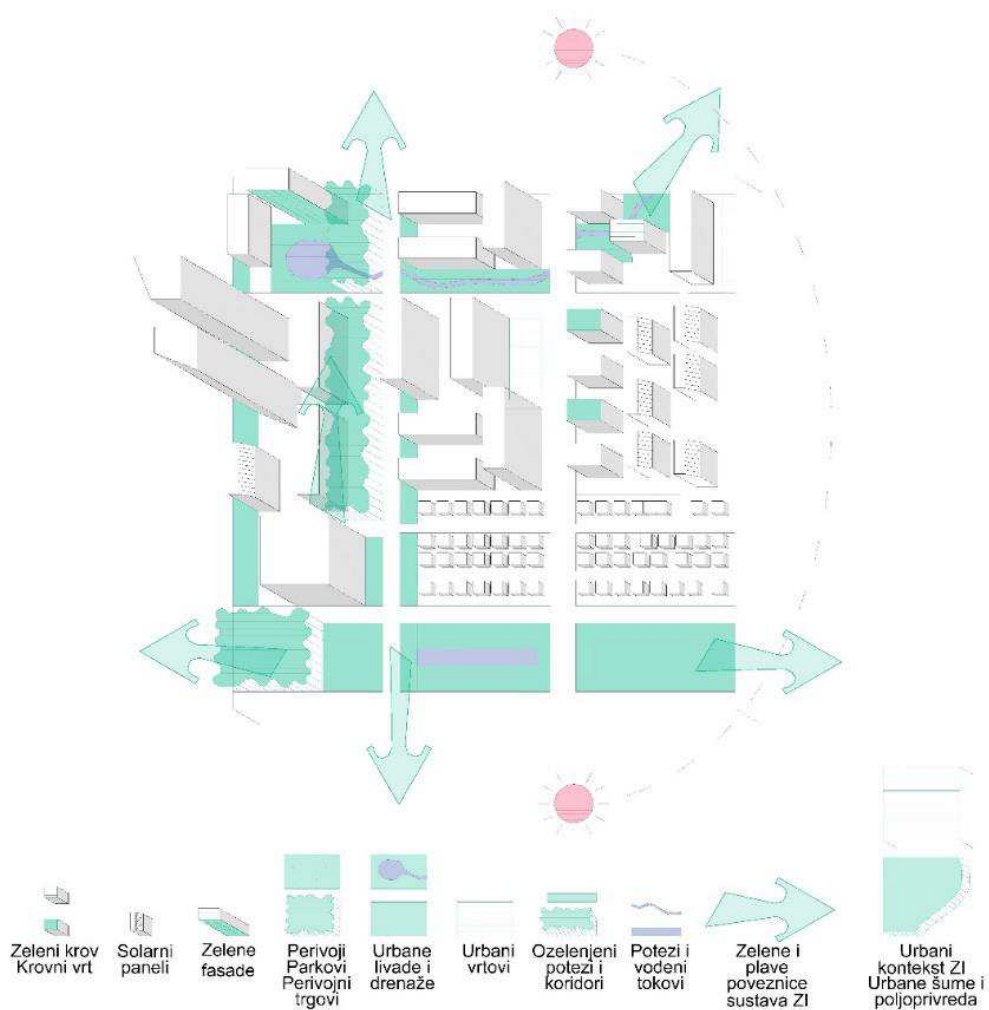 Zeleni krov
Krovni vrt
Solarni
paneli
Zelene
fasade
Perivoji
Parkovi
Perivojni
trgovi
Urbane
livade i
drenaže
Urbani
vrtovi
Ozelenjeni
potezi i
koridori
Potezi i
vodeni
tokovi
Zelene i
plave
poveznice
sustava ZI
Urbani
kontekst ZI
Urbane šume i
poljoprivreda